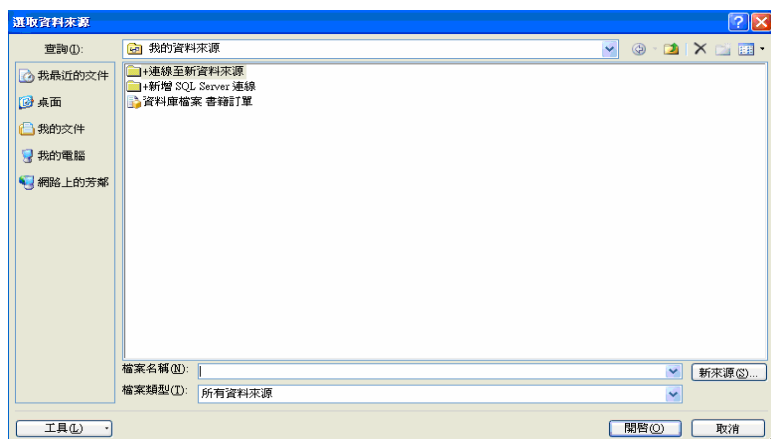 選取資料來源
查詢(I):
我的資料來源
我最近的文件
桌面
我的文件
我的電腦
網路上的芳鄰
+連線至新資料來源
+新增 SQL Server 連線
資料庫檔案 書籍訂單
檔案名稱(N):
新來源(S)...
檔案類型(T):
所有資料來源
工具(L)
開啓(O)
取消